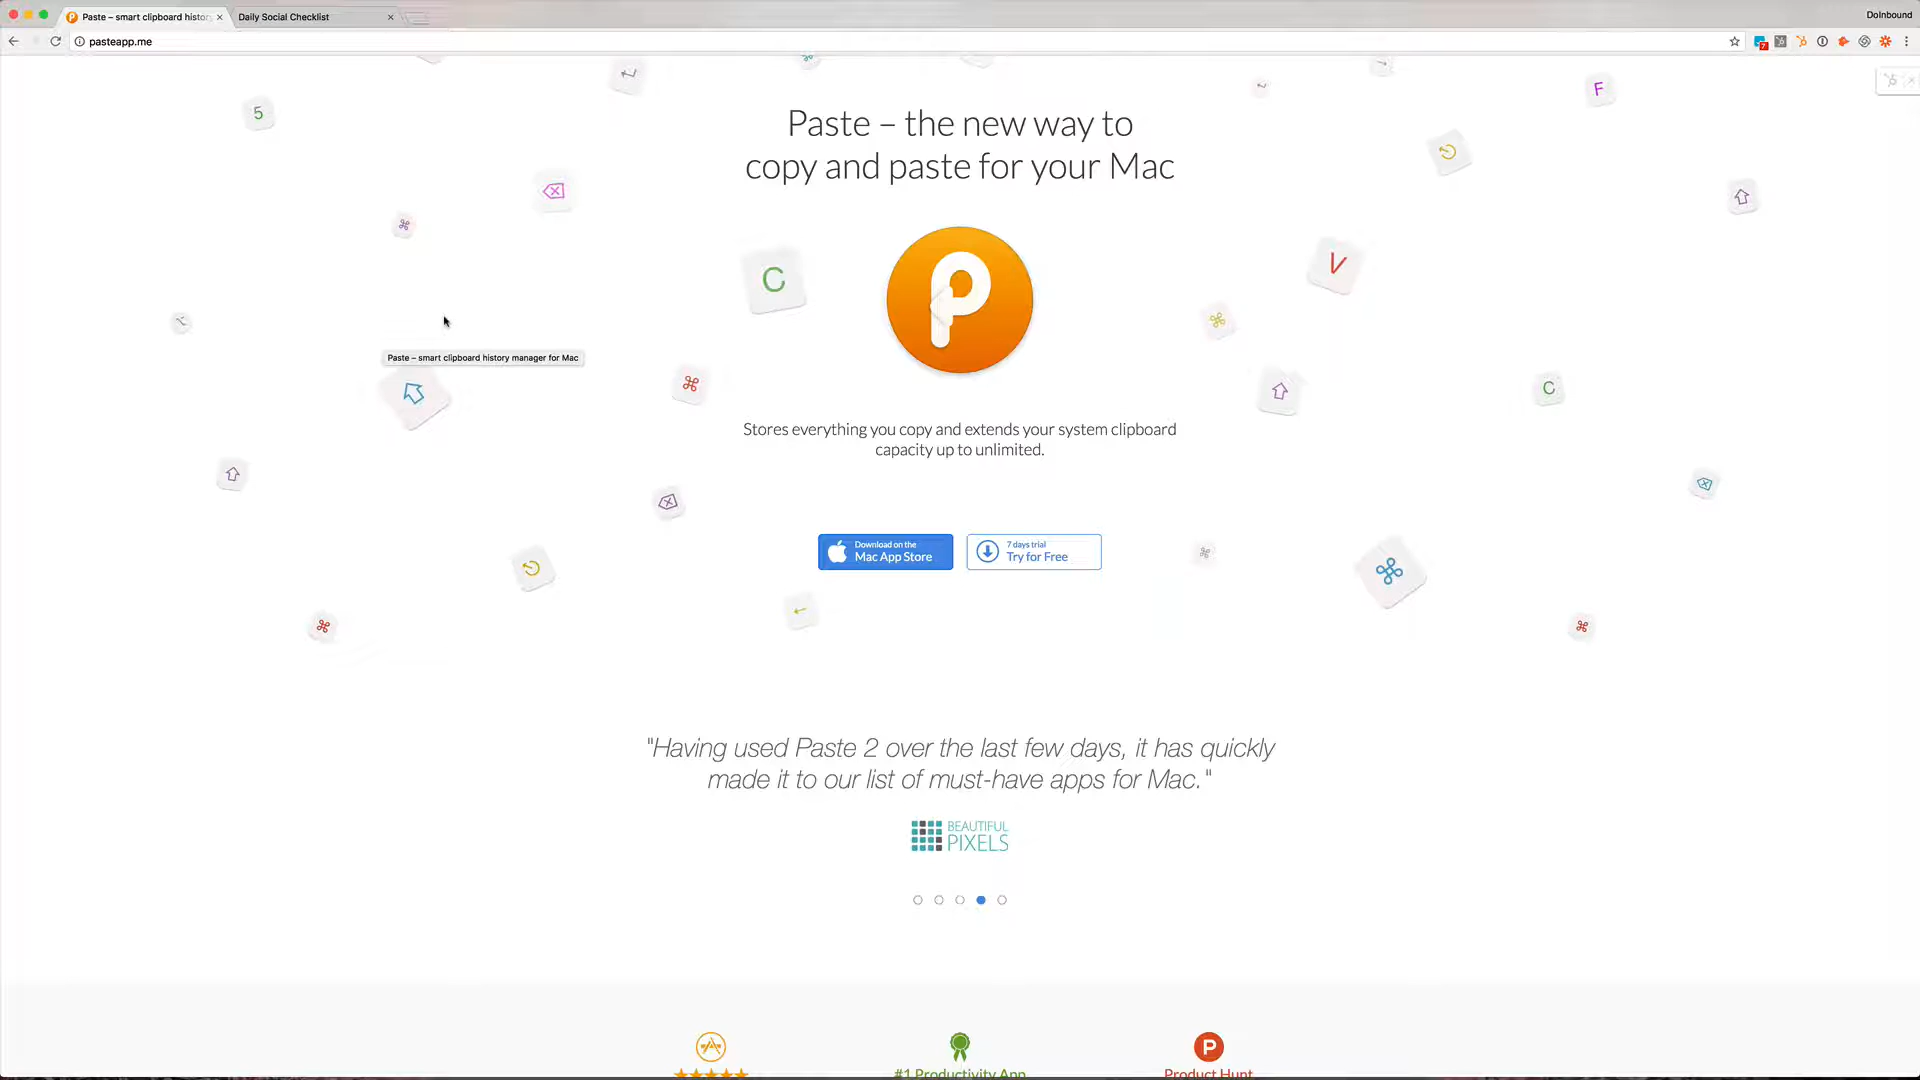 Paste – smart clipboard history
Daily Social Checklist
DoInbound
pasteapp.me
7
5
F
Paste – the new way to
copy and paste for your Mac
C
V
Paste – smart clipboard history manager for Mac
C
Stores everything you copy and extends your system clipboard
capacity up to unlimited.
Download on the
Mac App Store
7 days trial
Try for Free
"Having used Paste 2 over the last few days, it has quickly
made it to our list of must-have apps for Mac."
BEAUTIFUL
PIXELS
P
#1 Productivity App
Product Hunt